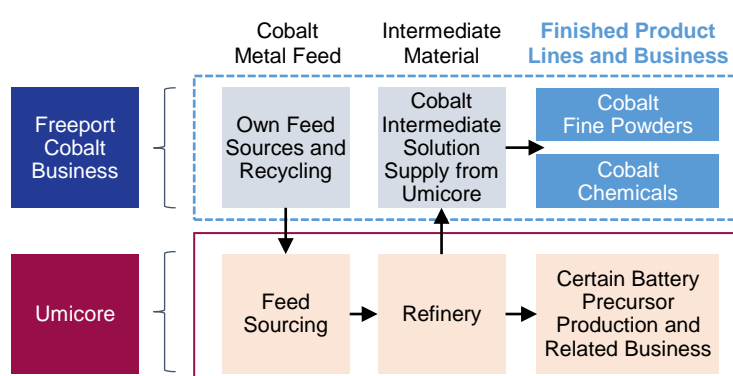 Cobalt
Metal Feed
Intermediate
Material
Finished Product
Lines and Business
Freeport
Cobalt
Business
Own Feed
Sources and
Recycling
Cobalt
Intermediate
Solution
Supply from
Umicore
Cobalt
Fine Powders
Cobalt
Chemicals
Umicore
Feed
Sourcing
Refinery
Certain Battery
Precursor
Production and
Related Business